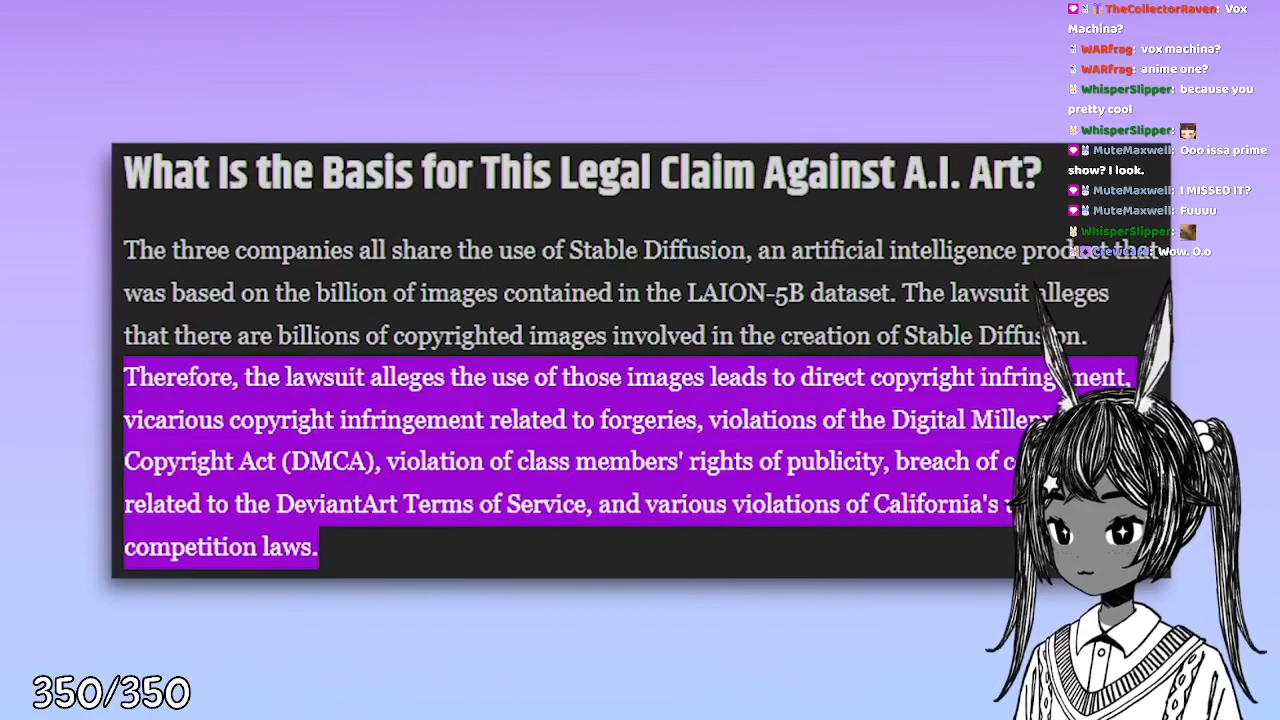 TheCollectorRaven: Vox
Machina?
WARfrag: vox machina?
WARfrag: anime one?
WhisperSlipper: because you
pretty cool
WhisperSlipper:
MuteMaxwell: Ooo issa prime
show? I look.
MuteMaxwell: I MISSED IT?
MuteMaxwell: Fuuuu
WhisperSlipper:
Wow. O.o
What Is the Basis for This Legal Claim Against A.I. Art?
The three companies all share the use of Stable Diffusion, an artificial intelligence product that
was based on the billion of images contained in the LAION-5B dataset. The lawsuit alleges
that there are billions of copyrighted images involved in the creation of Stable Diffusion.
Therefore, the lawsuit alleges the use of those images leads to direct copyright infringement,
vicarious copyright infringement related to forgeries, violations of the Digital
Copyright Act (DMCA), violation of class members' rights of publicity, breach of
related to the DeviantArt Terms of Service, and various violations of California's
competition laws.
350/350